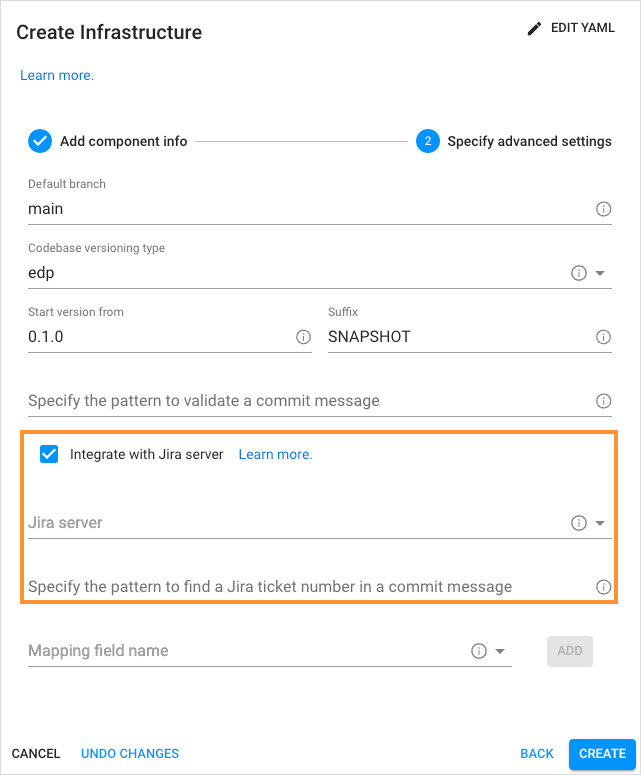 Create Infrastructure
EDIT YAML
Learn more.
Add component info
2
Specify advanced settings
Default branch
main
Codebase versioning type
edp
Start version from
Suffix
0.1.0
SNAPSHOT
Specify the pattern to validate a commit message
Integrate with Jira server
Learn more.
Jira server
Specify the pattern to find a Jira ticket number in a commit message
Mapping field name
ADD
CANCEL
UNDO CHANGES
BACK
CREATE